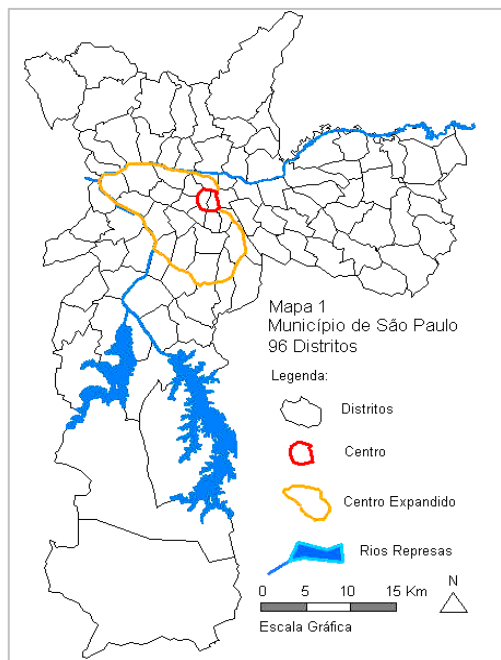 Mapa 1
Município de São Paulo
96 Distritos
Legenda:
Distritos
Centro
Centro Expandido
Rios Represas
0 5 10 15 Km
N
Escala Gráfica